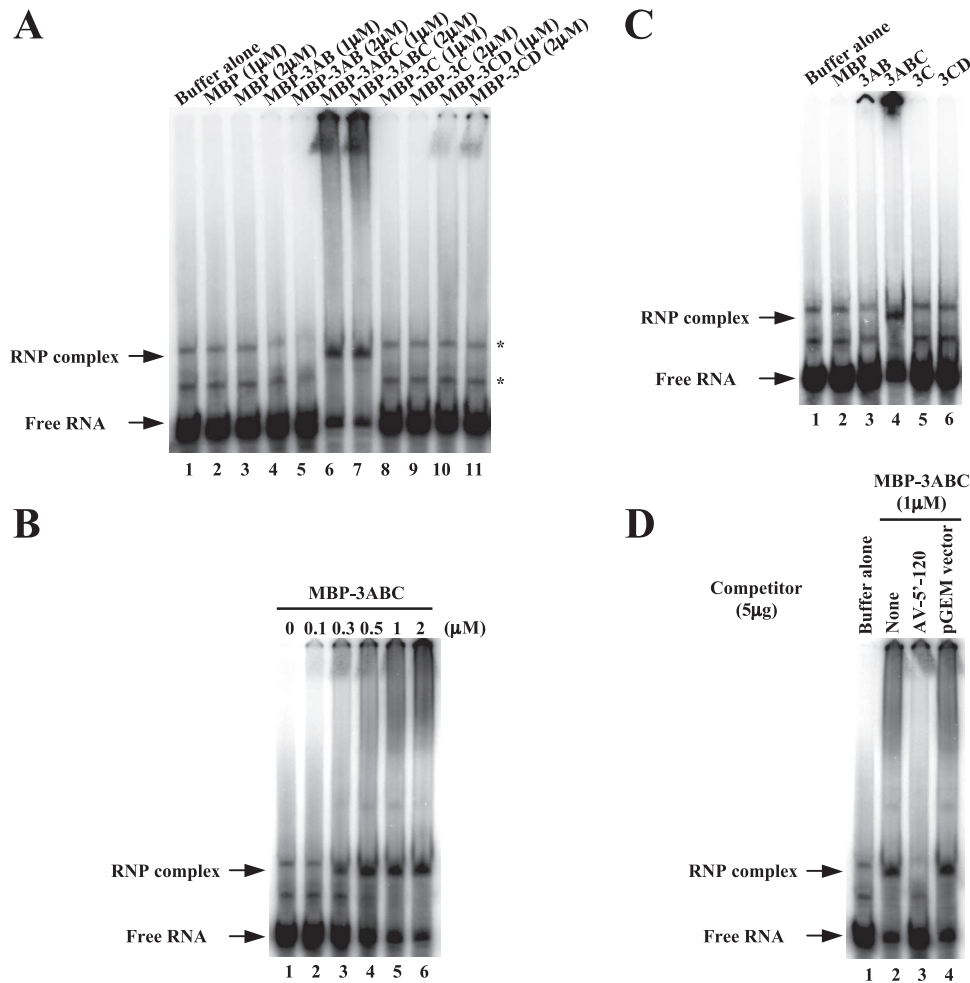 A
Buffer alone
MBP (1μM)
MBP (2μM)
MBP-3AB (1μM)
MBP-3AB (2μM)
MBP-3ABC (1μM)
MBP-3ABC (2μM)
MBP-3C (1μM)
MBP-3C (2μM)
MBP-3CD (1μM)
MBP-3CD (2μM)
RNP complex
*
*
Free RNA
1 2 3 4 5 6 7 8 9 10 11
C
Buffer alone
MBP
3AB
3ABC
3C
3CD
RNP complex
Free RNA
1 2 3 4 5 6
B
MBP-3ABC
0 0.1 0.3 0.5 1 2 (μM)
RNP complex
Free RNA
1 2 3 4 5 6
D
MBP-3ABC
(1μM)
Competitor
(5μg)
Buffer alone
None
AV-5'-120
pGEM vector
RNP complex
Free RNA
1 2 3 4